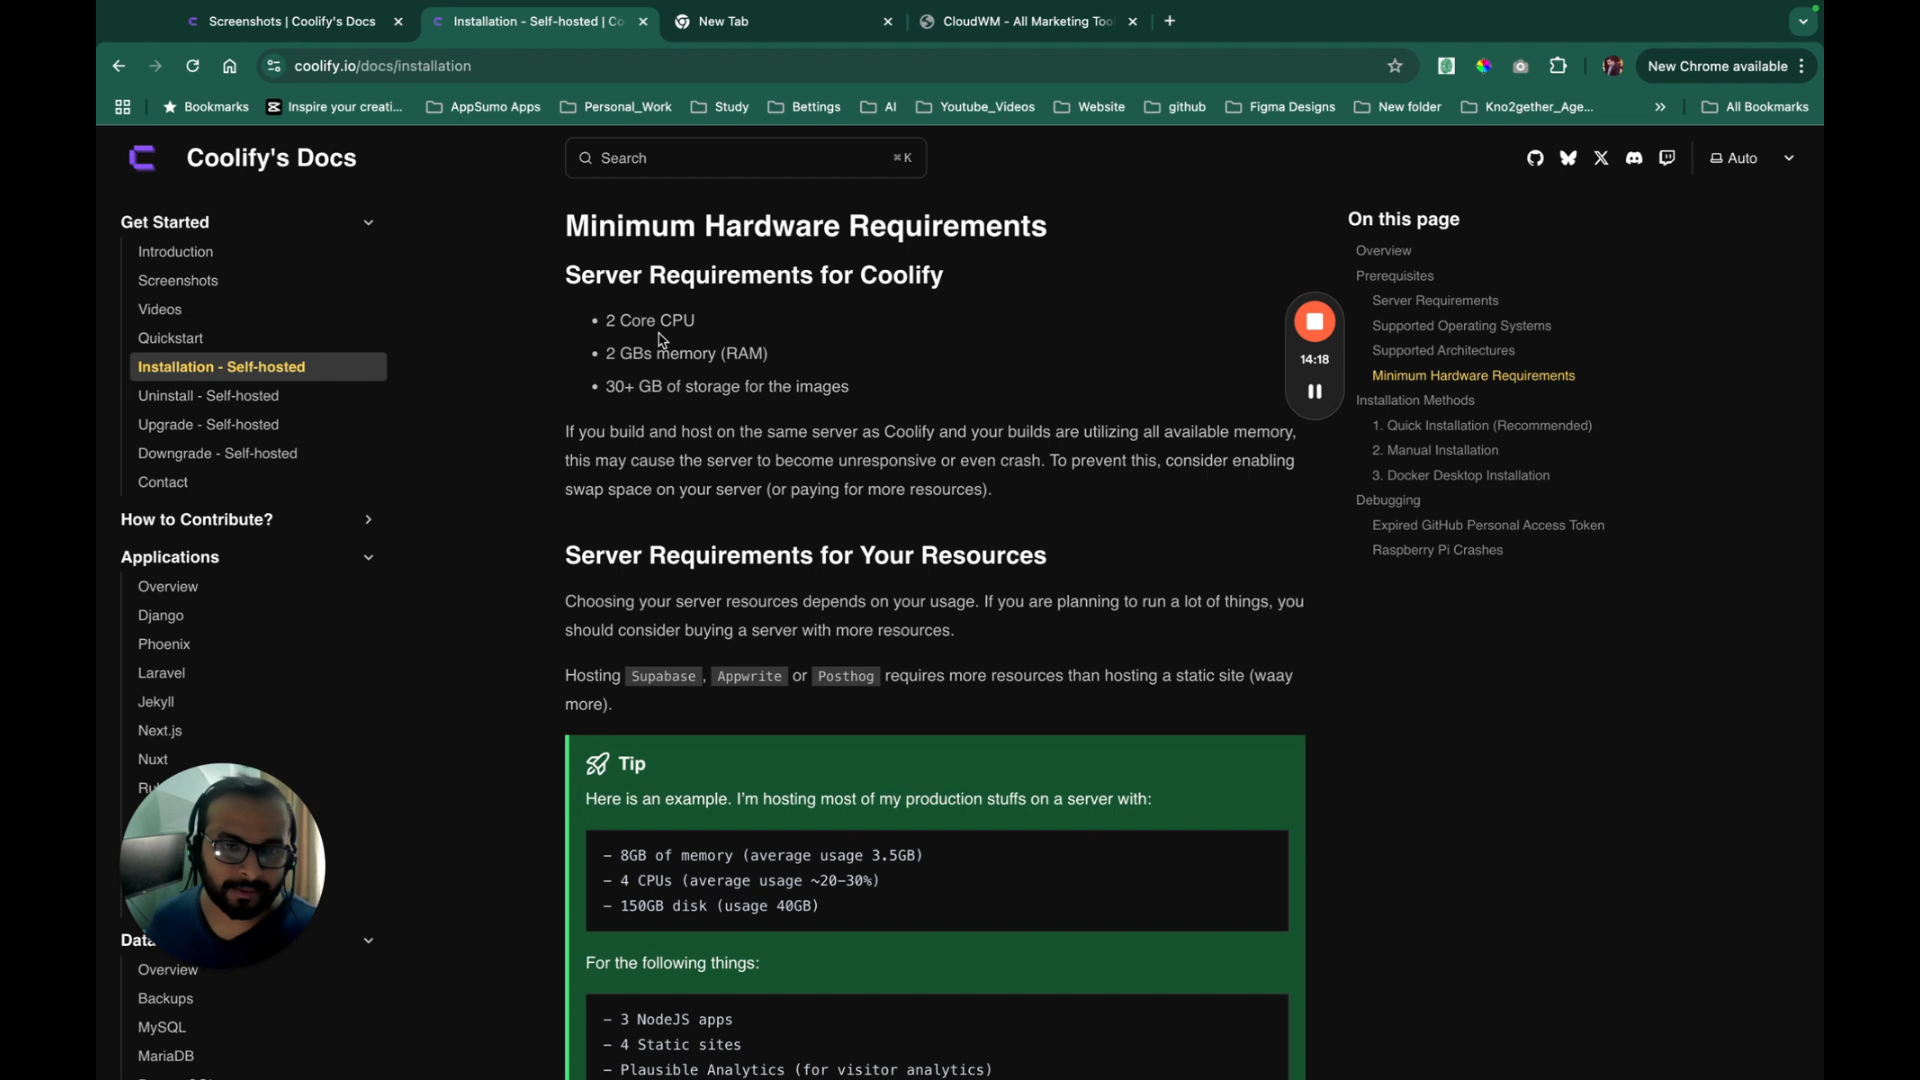 Screenshots | Coolify's Docs
Installation - Self-hosted | Co
New Tab
CloudWM - All Marketing Too
coolify.io/docs/installation
New Chrome available
Bookmarks
Inspire your creati...
AppSumo Apps
Personal_Work
Study
Bettings
AI
Youtube_Videos
Website
github
Figma Designs
New folder
Kno2gether_Age...
»
All Bookmarks
Coolify's Docs
Search
⌘ K
Auto
Get Started
Introduction
Screenshots
Videos
Quickstart
Installation - Self-hosted
Uninstall - Self-hosted
Upgrade - Self-hosted
Downgrade - Self-hosted
Contact
How to Contribute?
Applications
Overview
Django
Phoenix
Laravel
Jekyll
Next.js
Nuxt
Ru
Data
Overview
Backups
MySQL
MariaDB
Minimum Hardware Requirements
Server Requirements for Coolify
• 2 Core CPU
• 2 GBs memory (RAM)
• 30+ GB of storage for the images
If you build and host on the same server as Coolify and your builds are utilizing all available memory,
this may cause the server to become unresponsive or even crash. To prevent this, consider enabling
swap space on your server (or paying for more resources).
Server Requirements for Your Resources
Choosing your server resources depends on your usage. If you are planning to run a lot of things, you
should consider buying a server with more resources.
Hosting Supabase, Appwrite or Posthog requires more resources than hosting a static site (waay
more).
Tip
Here is an example. I'm hosting most of my production stuffs on a server with:
- 8GB of memory (average usage 3.5GB)
- 4 CPUs (average usage ~20-30%)
- 150GB disk (usage 40GB)
For the following things:
- 3 NodeJS apps
- 4 Static sites
- Plausible Analytics (for visitor analytics)
14:18
On this page
Overview
Prerequisites
Server Requirements
Supported Operating Systems
Supported Architectures
Minimum Hardware Requirements
Installation Methods
1. Quick Installation (Recommended)
2. Manual Installation
3. Docker Desktop Installation
Debugging
Expired GitHub Personal Access Token
Raspberry Pi Crashes